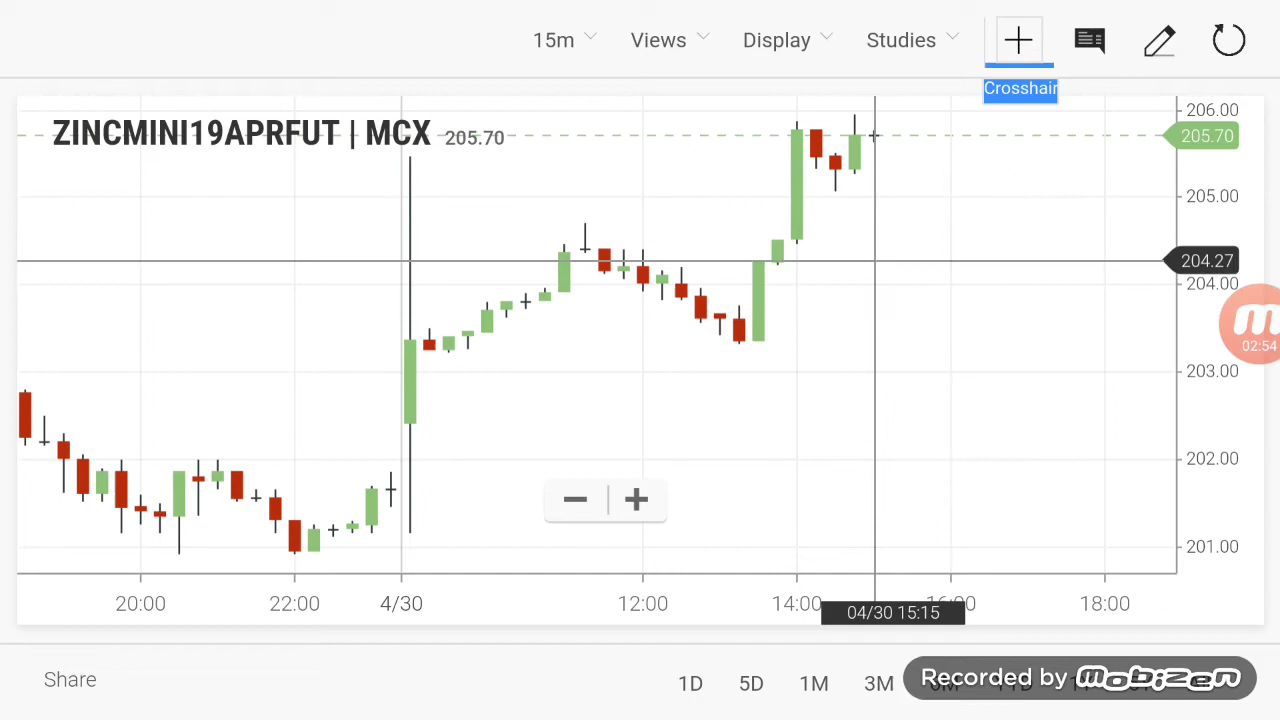 15m Views Display Studies
Crosshair
ZINCMINI19APRFUT | MCX 205.70
206.00
205.70
205.00
204.27
204.00
02:54
203.00
202.00
201.00
20:00 22:00 4/30 12:00 14:00 16:00 18:00
04/30 15:15
Share 1D 5D 1M 3M
Recorded by mobizen